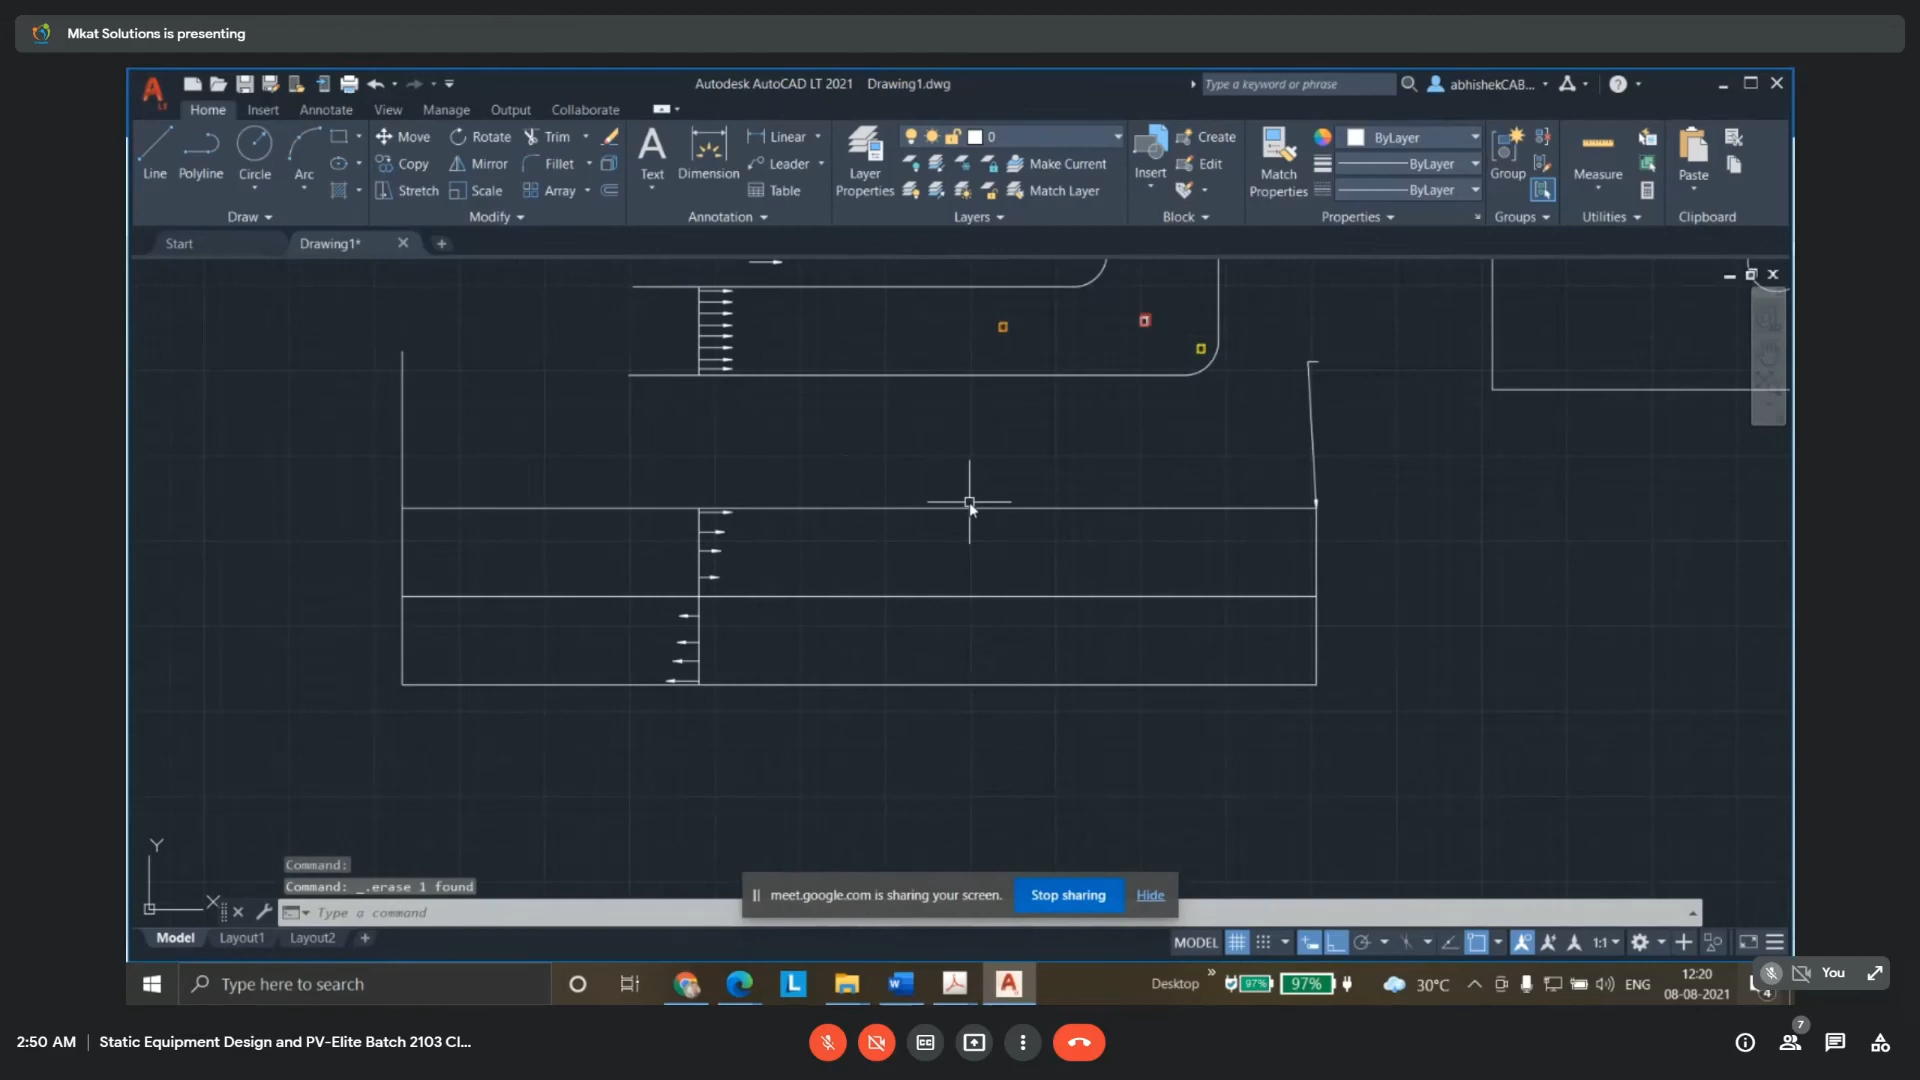 Mkat Solutions is presenting
Autodesk AutoCAD LT 2021 Drawing1.dwg
Type a keyword or phrase
abhishekCAB...
Home Insert Annotate View Manage Output Collaborate
Line Polyline Circle Arc
Draw
Move Rotate Trim
Copy Mirror Fillet
Stretch Scale Array
Modify
Text Dimension
Linear
Leader
Table
Annotation
Layer Properties
0
Make Current
Match Layer
Layers
Insert
Create
Edit
Block
Match Properties
ByLayer
ByLayer
ByLayer
Properties
Group
Groups
Measure
Utilities
Paste
Clipboard
Start Drawing1*
Y
X
Command:
Command: _.erase 1 found
Type a command
meet.google.com is sharing your screen. Stop sharing Hide
Model Layout1 Layout2
MODEL 1:1
Type here to search
Desktop 97% 97% 30°C ENG
12:20
08-08-2021
4
You
2:50 AM | Static Equipment Design and PV-Elite Batch 2103 Cl...
7